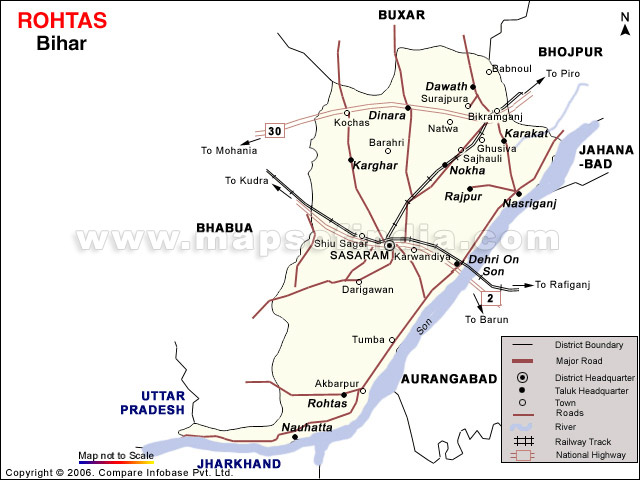 ROHTAS
Bihar
BUXAR
N
BHOJPUR
Babnoul
To Piro
Dawath
Surajpura
Bikramganj
Dinara
Kochas
30
Natwa
Karakat
To Mohania
Barahri
Ghusiva
Sajhauli
JAHANA
-BAD
Karghar
Nokha
To Kudra
Rajpur
Nasriganj
BHABUA
www.mapsofindia.com
Shiu Sagar
SASARAM
Karwandiya
Dehri On
Son
Darigawan
To Rafiganj
2
To Barun
Son
Tumba
AURANGABAD
Akbarpur
Rohtas
UTTAR
PRADESH
Nauhatta
JHARKHAND
Map not to Scale
Copyright © 2006. Compare Infobase Pvt. Ltd.
District Boundary
Major Road
District Headquarter
Taluk Headquarter
Town
Roads
River
Railway Track
National Highway